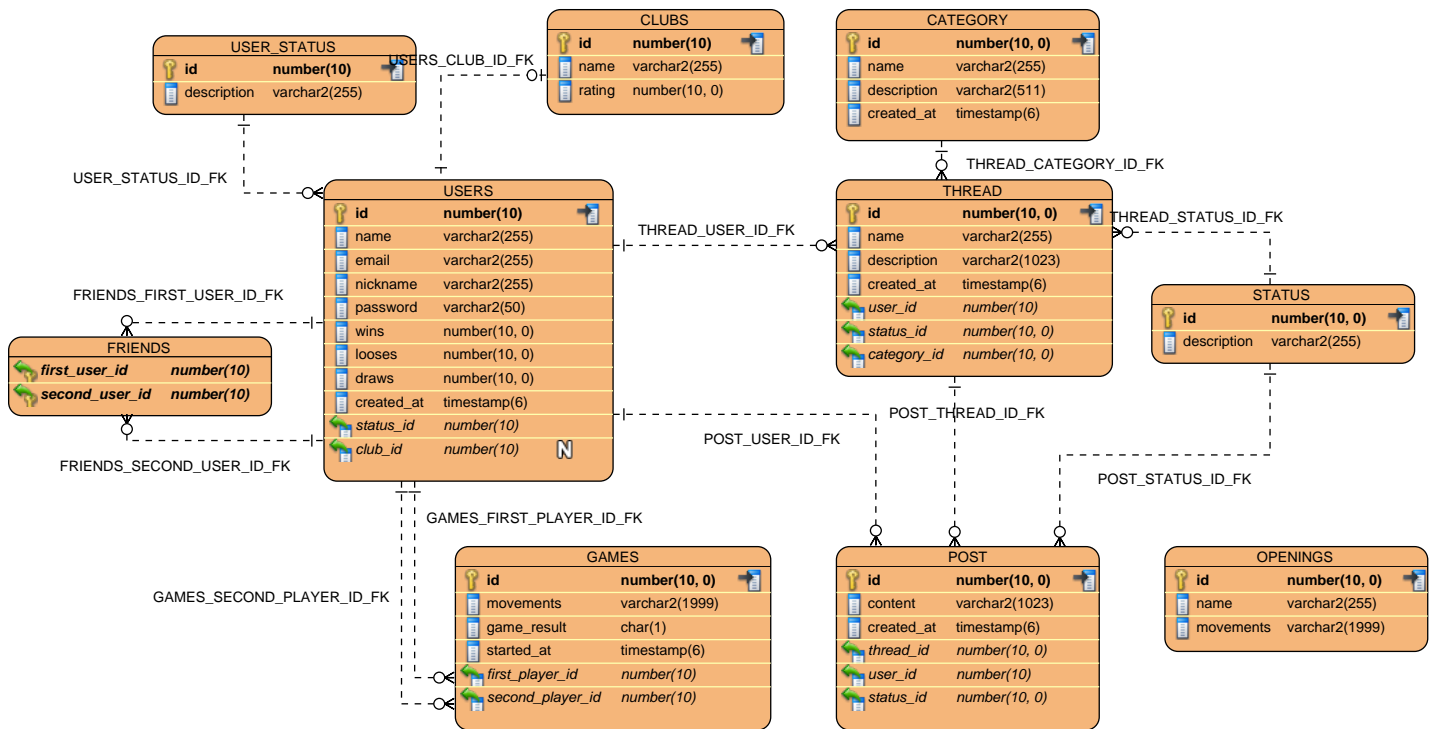 USER_STATUS
id number(10)
description varchar2(255)
USERS_CLUB_ID_FK
CLUBS
id number(10)
name varchar2(255)
rating number(10, 0)
CATEGORY
id number(10, 0)
name varchar2(255)
description varchar2(511)
created_at timestamp(6)
USER_STATUS_ID_FK
THREAD_CATEGORY_ID_FK
USERS
id number(10)
name varchar2(255)
email varchar2(255)
nickname varchar2(255)
password varchar2(50)
wins number(10, 0)
looses number(10, 0)
draws number(10, 0)
created_at timestamp(6)
status_id number(10)
club_id number(10) N
THREAD_USER_ID_FK
THREAD
id number(10, 0)
name varchar2(255)
description varchar2(1023)
created_at timestamp(6)
user_id number(10)
status_id number(10, 0)
category_id number(10, 0)
THREAD_STATUS_ID_FK
STATUS
id number(10, 0)
description varchar2(255)
FRIENDS_FIRST_USER_ID_FK
FRIENDS
first_user_id number(10)
second_user_id number(10)
FRIENDS_SECOND_USER_ID_FK
POST_THREAD_ID_FK
POST_USER_ID_FK
POST_STATUS_ID_FK
GAMES_FIRST_PLAYER_ID_FK
GAMES_SECOND_PLAYER_ID_FK
GAMES
id number(10, 0)
movements varchar2(1999)
game_result char(1)
started_at timestamp(6)
first_player_id number(10)
second_player_id number(10)
POST
id number(10, 0)
content varchar2(1023)
created_at timestamp(6)
thread_id number(10, 0)
user_id number(10)
status_id number(10, 0)
OPENINGS
id number(10, 0)
name varchar2(255)
movements varchar2(1999)